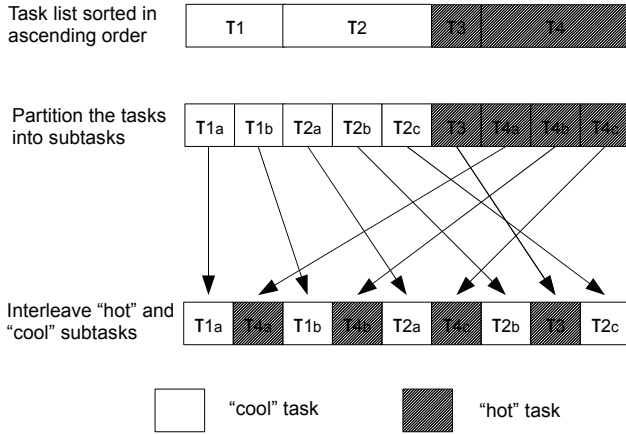 Task list sorted in
ascending order
T1 T2 T3 T4
Partition the tasks
into subtasks
T1a T1b T2a T2b T2c T3 T4a T4b T4c
Interleave “hot” and
“cool” subtasks
T1a T4a T1b T4b T2a T4c T2b T3 T2c
“cool” task
“hot” task